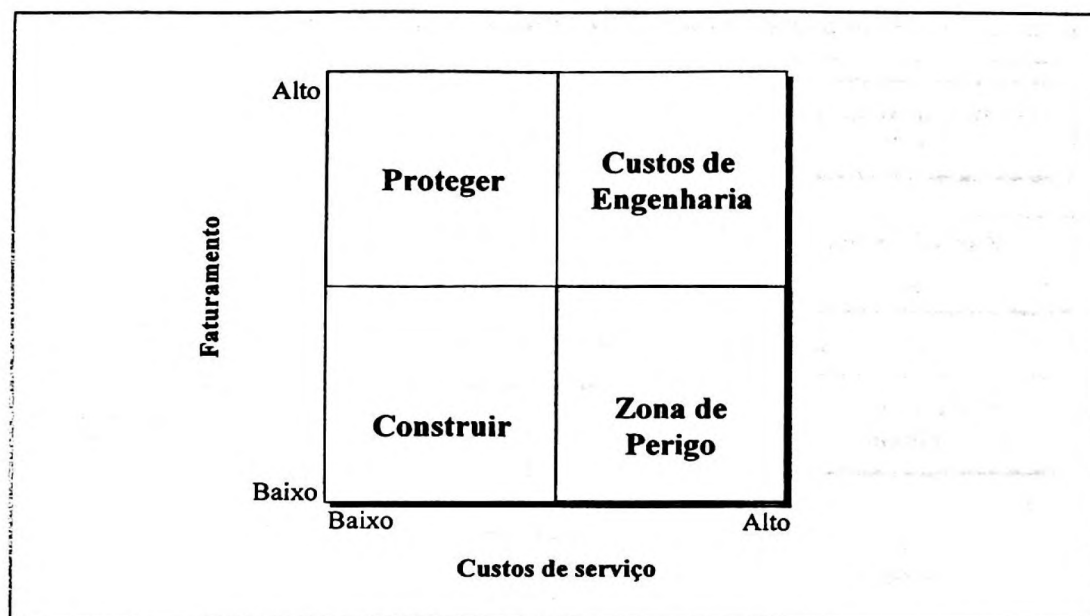 Alto
Proteger
Custos de
Engenharia
Faturamento
Construir
Zona de
Perigo
Baixo
Baixo
Alto
Custos de serviço